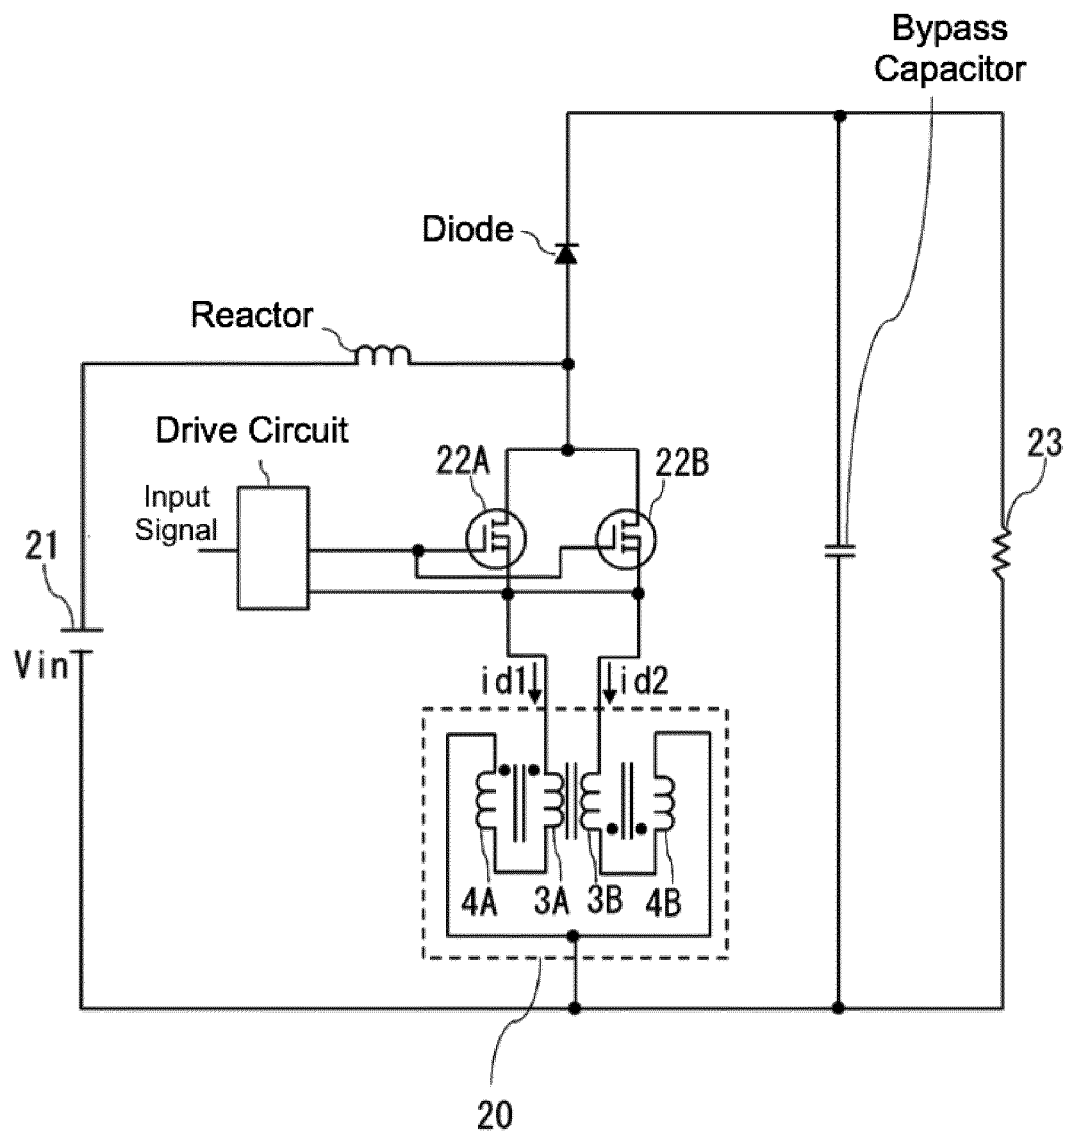 Bypass
Capacitor
Diode
Reactor
Drive Circuit
22A
22B
23
Input
Signal
21
Vin
id1
id2
4A
3A
3B
4B
20